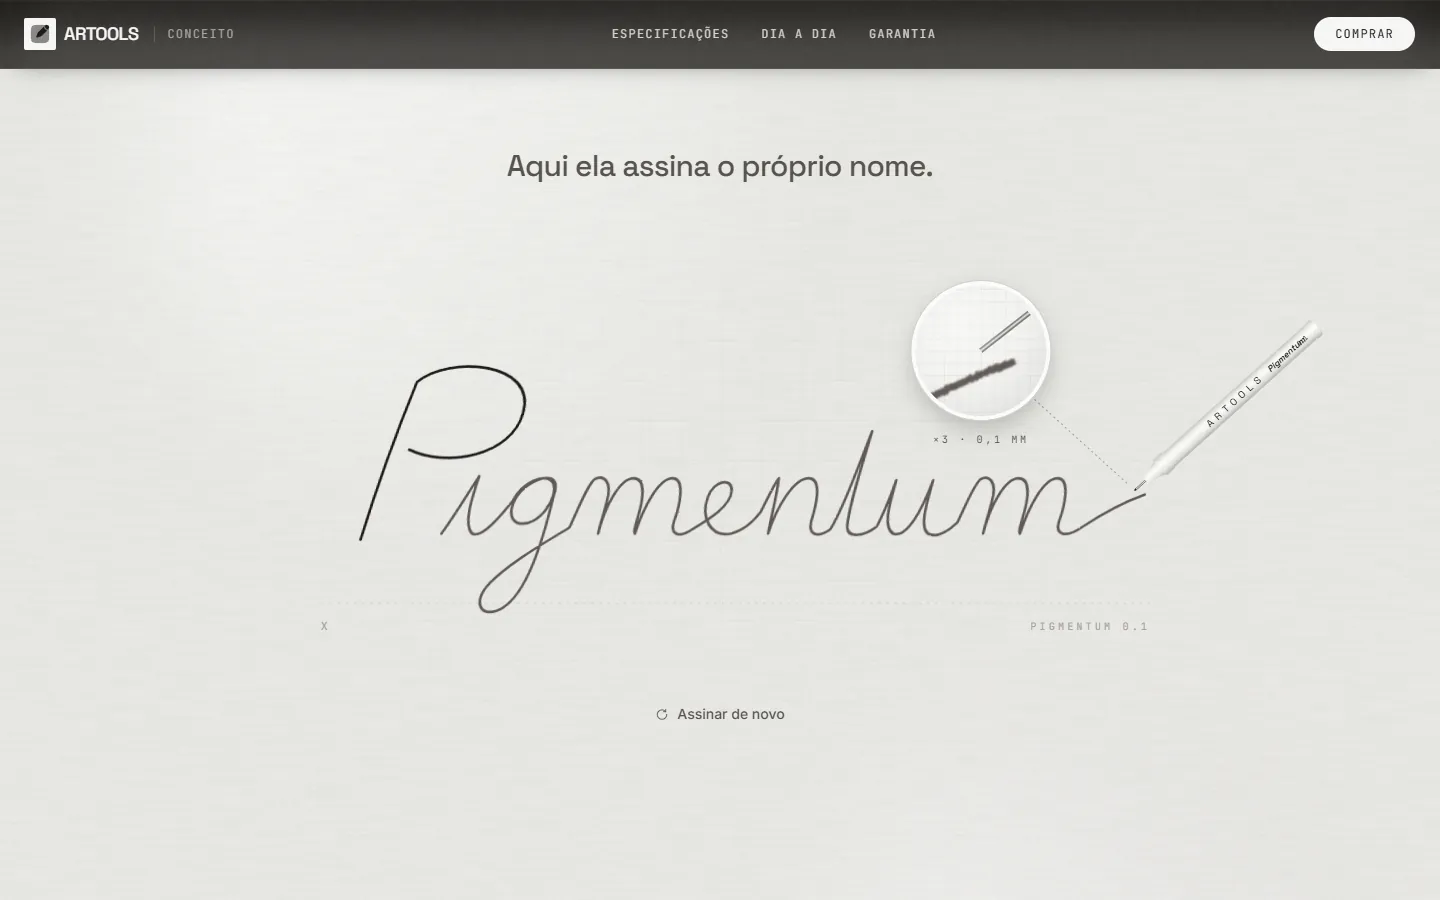 ARTOOLS CONCEITO ESPECIFICAÇÕES DIA A DIA GARANTIA COMPRAR
Aqui ela assina o próprio nome.
×3 · 0,1 MM
ARTOOLS Pigmentum
Pigmentum
X PIGMENTUM 0.1
Assinar de novo